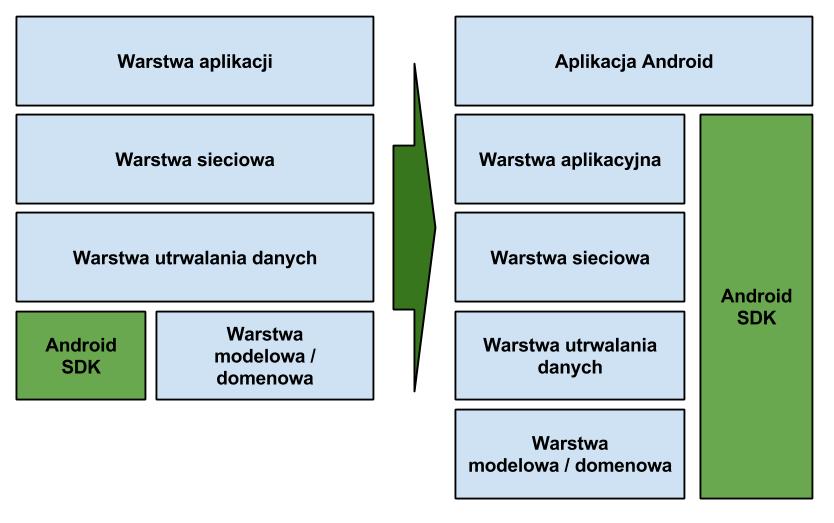 Warstwa aplikacji
Warstwa sieciowa
Warstwa utrwalania danych
Android
SDK
Warstwa
modelowa /
domenowa
Aplikacja Android
Warstwa aplikacyjna
Warstwa sieciowa
Warstwa utrwalania
danych
Warstwa
modelowa / domenowa
Android
SDK